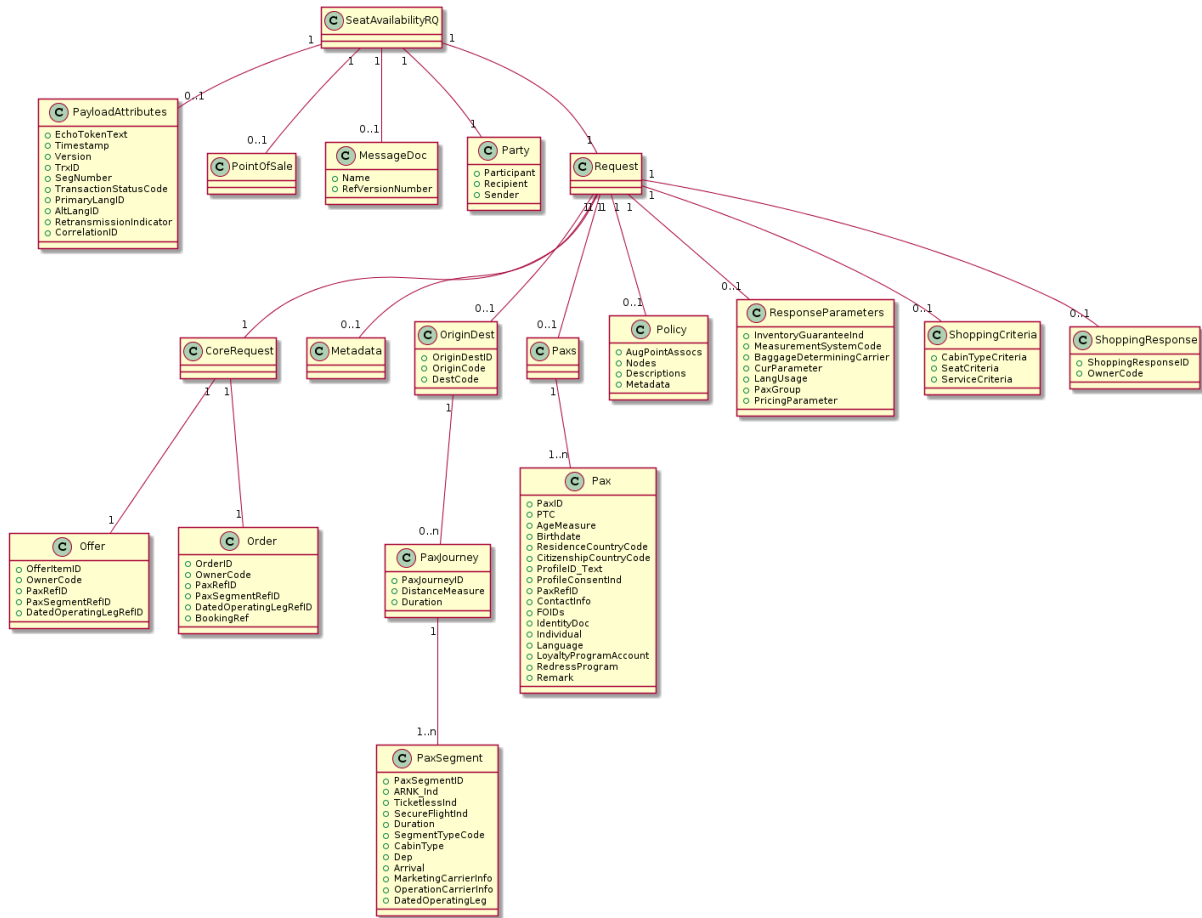 C SeatAvailabilityRQ
1
1
1
1
1
0..1
0..1
0..1
1
1
C PayloadAttributes
EchoTokenText
Timestamp
Version
TrxID
SegNumber
TransactionStatusCode
PrimaryLangID
AltLangID
RetransmissionIndicator
CorrelationID
C PointOfSale
C MessageDoc
Name
RefVersionNumber
C Party
Participant
Recipient
Sender
C Request
1
1
1
1
1
1
1
1
1
0..1
0..1
0..1
0..1
0..1
0..1
0..1
C CoreRequest
C Metadata
C OriginDest
OriginDestID
OriginCode
DestCode
C Paxs
C Policy
AugPointAssocs
Nodes
Descriptions
Metadata
C ResponseParameters
InventoryGuaranteeInd
MeasurementSystemCode
BaggageDeterminingCarrier
CurParameter
LangUsage
PaxGroup
PricingParameter
C ShoppingCriteria
CabinTypeCriteria
SeatCriteria
ServiceCriteria
C ShoppingResponse
ShoppingResponseID
OwnerCode
1
1
1
1
1
1
0..n
1..n
C Offer
OfferItemID
OwnerCode
PaxRefID
PaxSegmentRefID
DatedOperatingLegRefID
C Order
OrderID
OwnerCode
PaxRefID
PaxSegmentRefID
DatedOperatingLegRefID
BookingRef
C PaxJourney
PaxJourneyID
DistanceMeasure
Duration
C Pax
PaxID
PTC
AgeMeasure
Birthdate
ResidenceCountryCode
CitizenshipCountryCode
ProfileID_Text
ProfileConsentInd
PaxRefID
ContactInfo
FOIDs
IdentityDoc
Individual
Language
LoyaltyProgramAccount
RedressProgram
Remark
1
1..n
C PaxSegment
PaxSegmentID
ARNK_Ind
TicketlessInd
SecureFlightInd
Duration
SegmentTypeCode
CabinType
Dep
Arrival
MarketingCarrierInfo
OperationCarrierInfo
DatedOperatingLeg